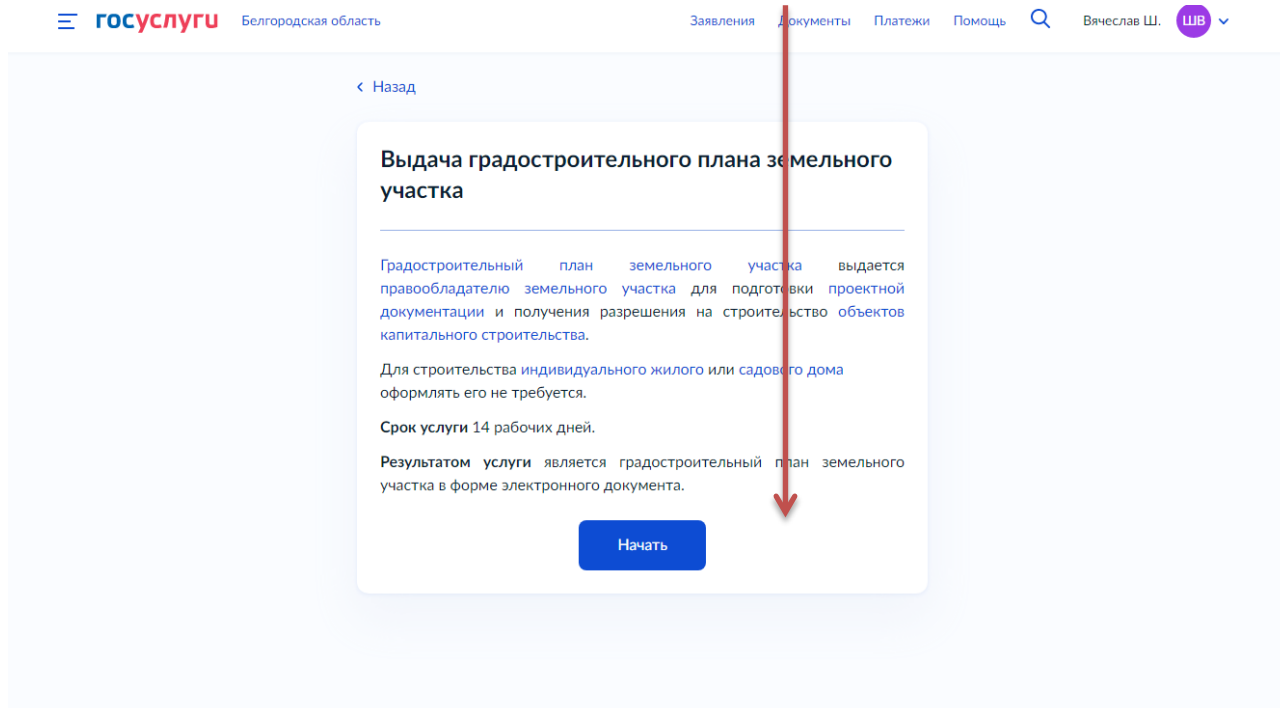 госуслуги Белгородская область Заявления Документы Платежи Помощь Вячеслав Ш. ШВ
Назад
Выдача градостроительного плана земельного
участка
Градостроительный план земельного участка выдается
правообладателю земельного участка для подготовки проектной
документации и получения разрешения на строительство объектов
капитального строительства.
Для строительства индивидуального жилого или садового дома
оформлять его не требуется.
Срок услуги 14 рабочих дней.
Результатом услуги является градостроительный план земельного
участка в форме электронного документа.
Начать